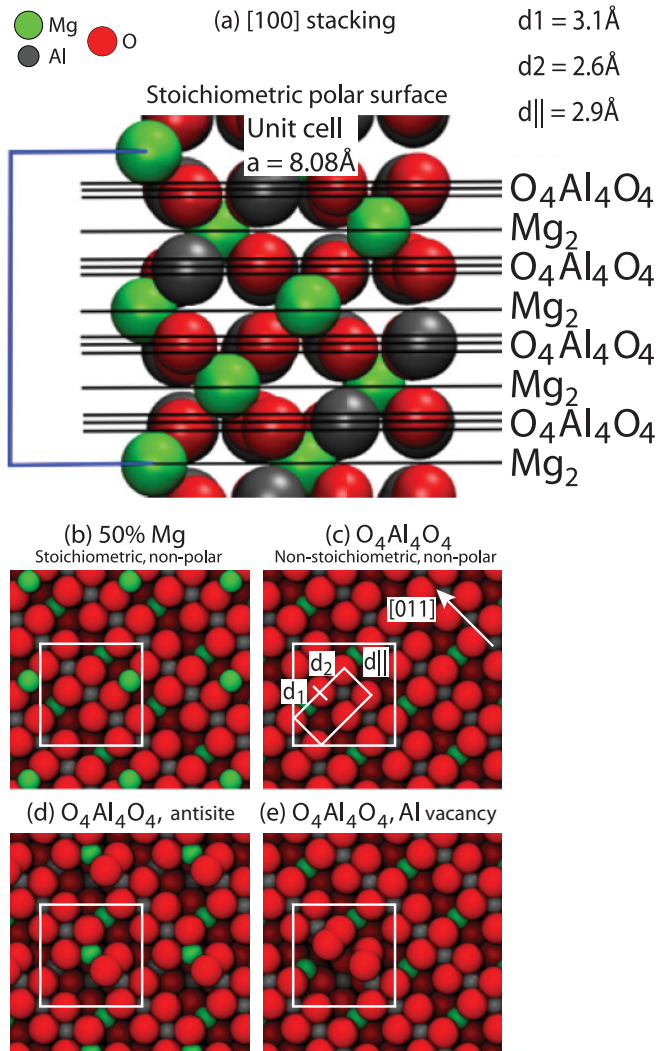 Mg
O
Al
(a) [100] stacking
d1 = 3.1Å
d2 = 2.6Å
d|| = 2.9Å
Stoichiometric polar surface
Unit cell
a = 8.08Å
O₄Al₄O₄
Mg₂
O₄Al₄O₄
Mg₂
O₄Al₄O₄
Mg₂
O₄Al₄O₄
Mg₂
(b) 50% Mg
Stoichiometric, non-polar
(c) O₄Al₄O₄
Non-stoichiometric, non-polar
[011]
d₂
d||
d₁
(d) O₄Al₄O₄, antisite
(e) O₄Al₄O₄, Al vacancy